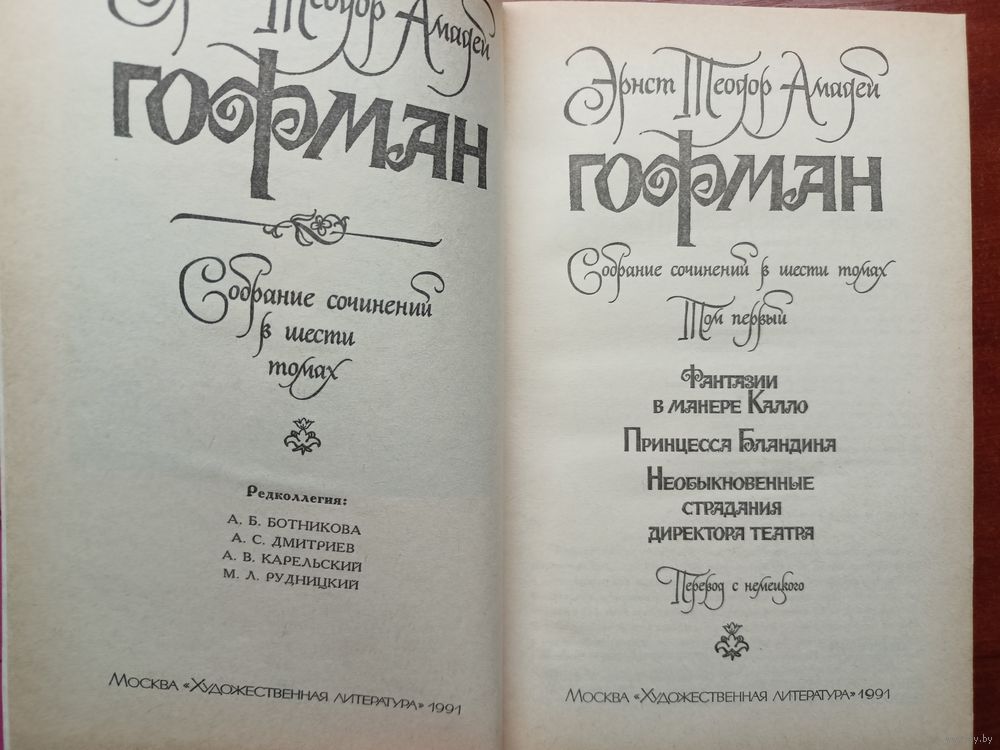 Теодор Амадей
ГОФМАН
Собрание сочинений
в шести
томах
Редколлегия:
А. Б. БОТНИКОВА
А. С. ДМИТРИЕВ
А. В. КАРЕЛЬСКИЙ
М. Л. РУДНИЦКИЙ
МОСКВА «ХУДОЖЕСТВЕННАЯ ЛИТЕРАТУРА» 1991
Эрнст Теодор Амадей
ГОФМАН
Собрание сочинений в шести томах
Том первый
ФАНТАЗИИ
В МАНЕРЕ КАЛЛО
ПРИНЦЕССА БЛАНДИНА
НЕОБЫКНОВЕННЫЕ
СТРАДАНИЯ
ДИРЕКТОРА ТЕАТРА
Перевод с немецкого
МОСКВА «ХУДОЖЕСТВЕННАЯ ЛИТЕРАТУРА» 1991